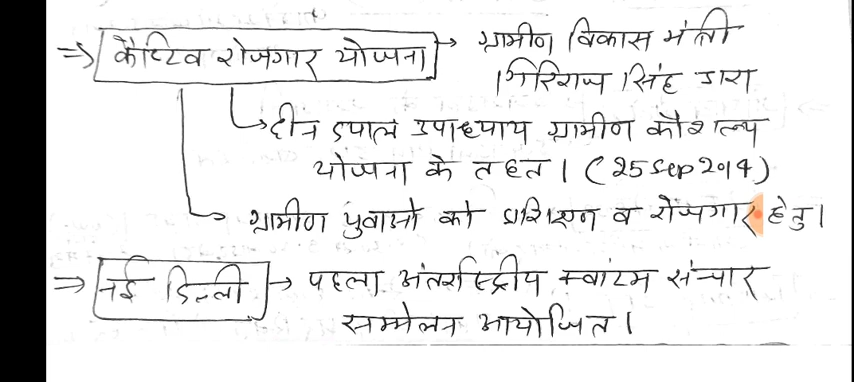 ⇒ कैप्टिव रोजगार योजना → ग्रामीण विकास मंत्री
गिरिराज सिंह द्वारा
↳ दीन दयाल उपाध्याय ग्रामीण कौशल्य
योजना के तहत। (25 Sep 2014)
↳ ग्रामीण युवाओं को प्रशिक्षण व रोजगार हेतु।
⇒ नई दिल्ली → पहला अंतर्राष्ट्रीय क्वांटम संचार
सम्मेलन आयोजित।